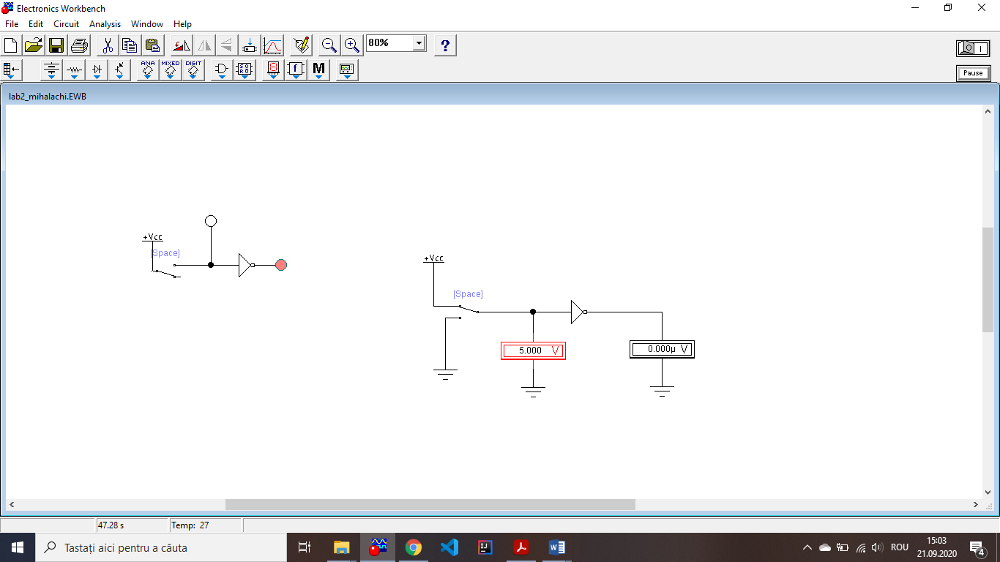 Electronics Workbench
File Edit Circuit Analysis Window Help
80% ?
ANA MIXED DIGIT f M
Pause
lab2_mihalachi.EWB
+Vcc
[Space]
+Vcc
[Space]
5.000 V
0.000µ V
47.28 s Temp: 27
Tastați aici pentru a căuta
IJ
W
ROU
15:03
21.09.2020
4